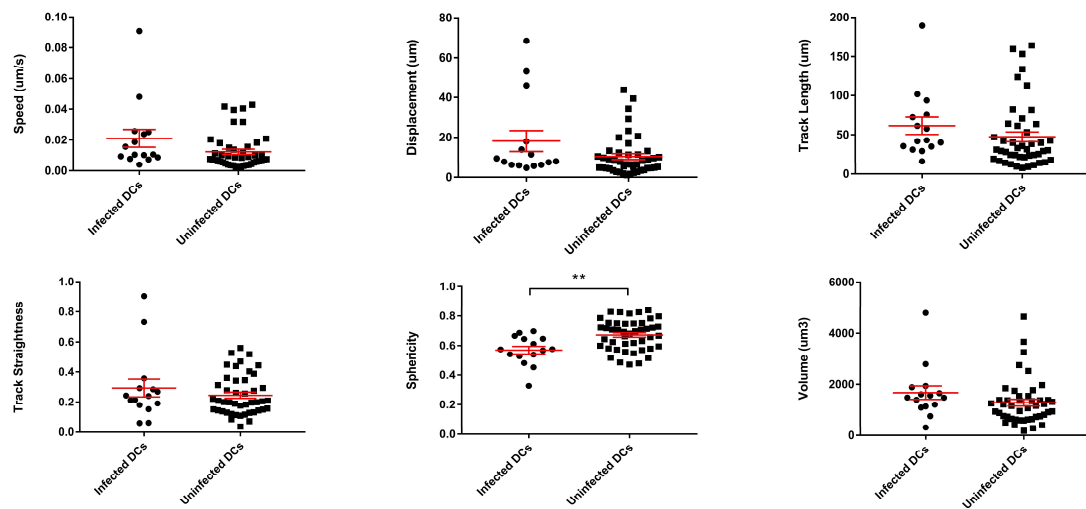 Speed (um/s)
0.10
0.08
0.06
0.04
0.02
0.00
Infected DCs
Uninfected DCs
Displacement (um)
80
60
40
20
0
Infected DCs
Uninfected DCs
Track Length (um)
200
150
100
50
0
Infected DCs
Uninfected DCs
Track Straightness
1.0
0.8
0.6
0.4
0.2
0.0
Infected DCs
Uninfected DCs
Sphericity
1.0
0.8
0.6
0.4
0.2
0.0
**
Infected DCs
Uninfected DCs
Volume (um3)
6000
4000
2000
0
Infected DCs
Uninfected DCs